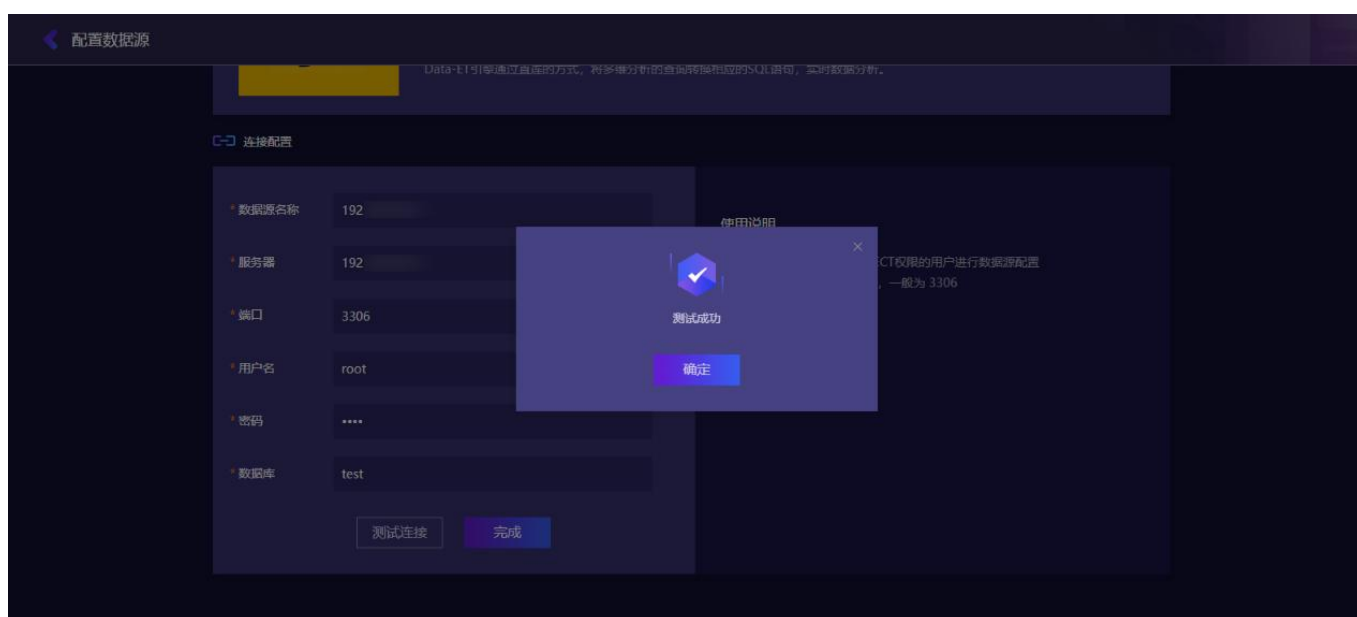 配置数据源
Data-ET引擎通过直连的方式，将多维分析的查询转换相应的SQL语句，实时数据分析。
连接配置
* 数据源名称 192
使用说明
* 服务器 192
CT权限的用户进行数据源配置
，一般为 3306
* 端口 3306
测试成功
* 用户名 root
确定
* 密码 ••••
* 数据库 test
测试连接 完成